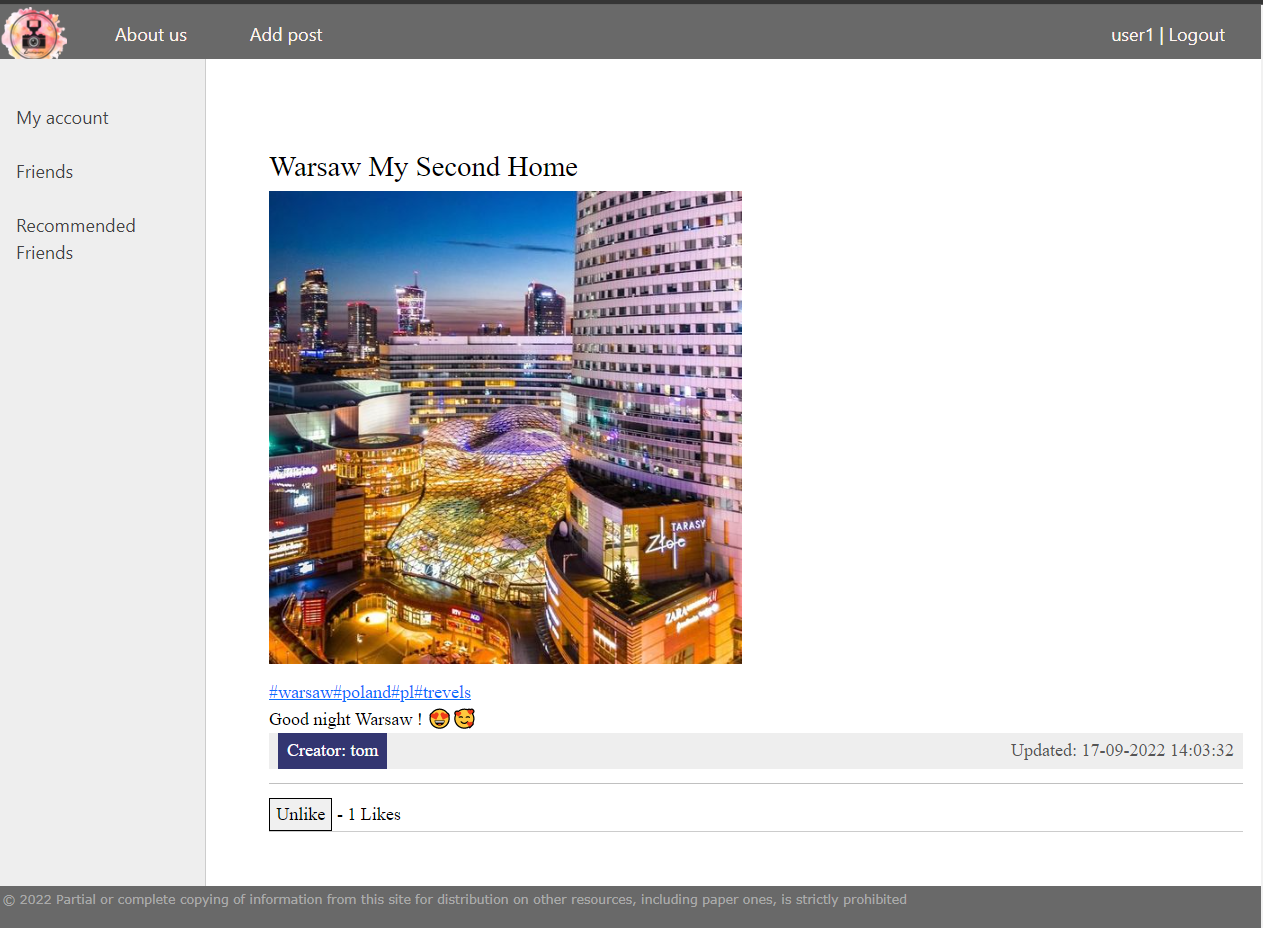 About us
Add post
user1 | Logout
My account
Friends
Recommended
Friends
Warsaw My Second Home
VUE
TARASY
Złote
RTV
AGD
ZARA
#warsaw#poland#pl#trevels
Good night Warsaw ! 😍🥰
Creator: tom
Updated: 17-09-2022 14:03:32
Unlike - 1 Likes
© 2022 Partial or complete copying of information from this site for distribution on other resources, including paper ones, is strictly prohibited